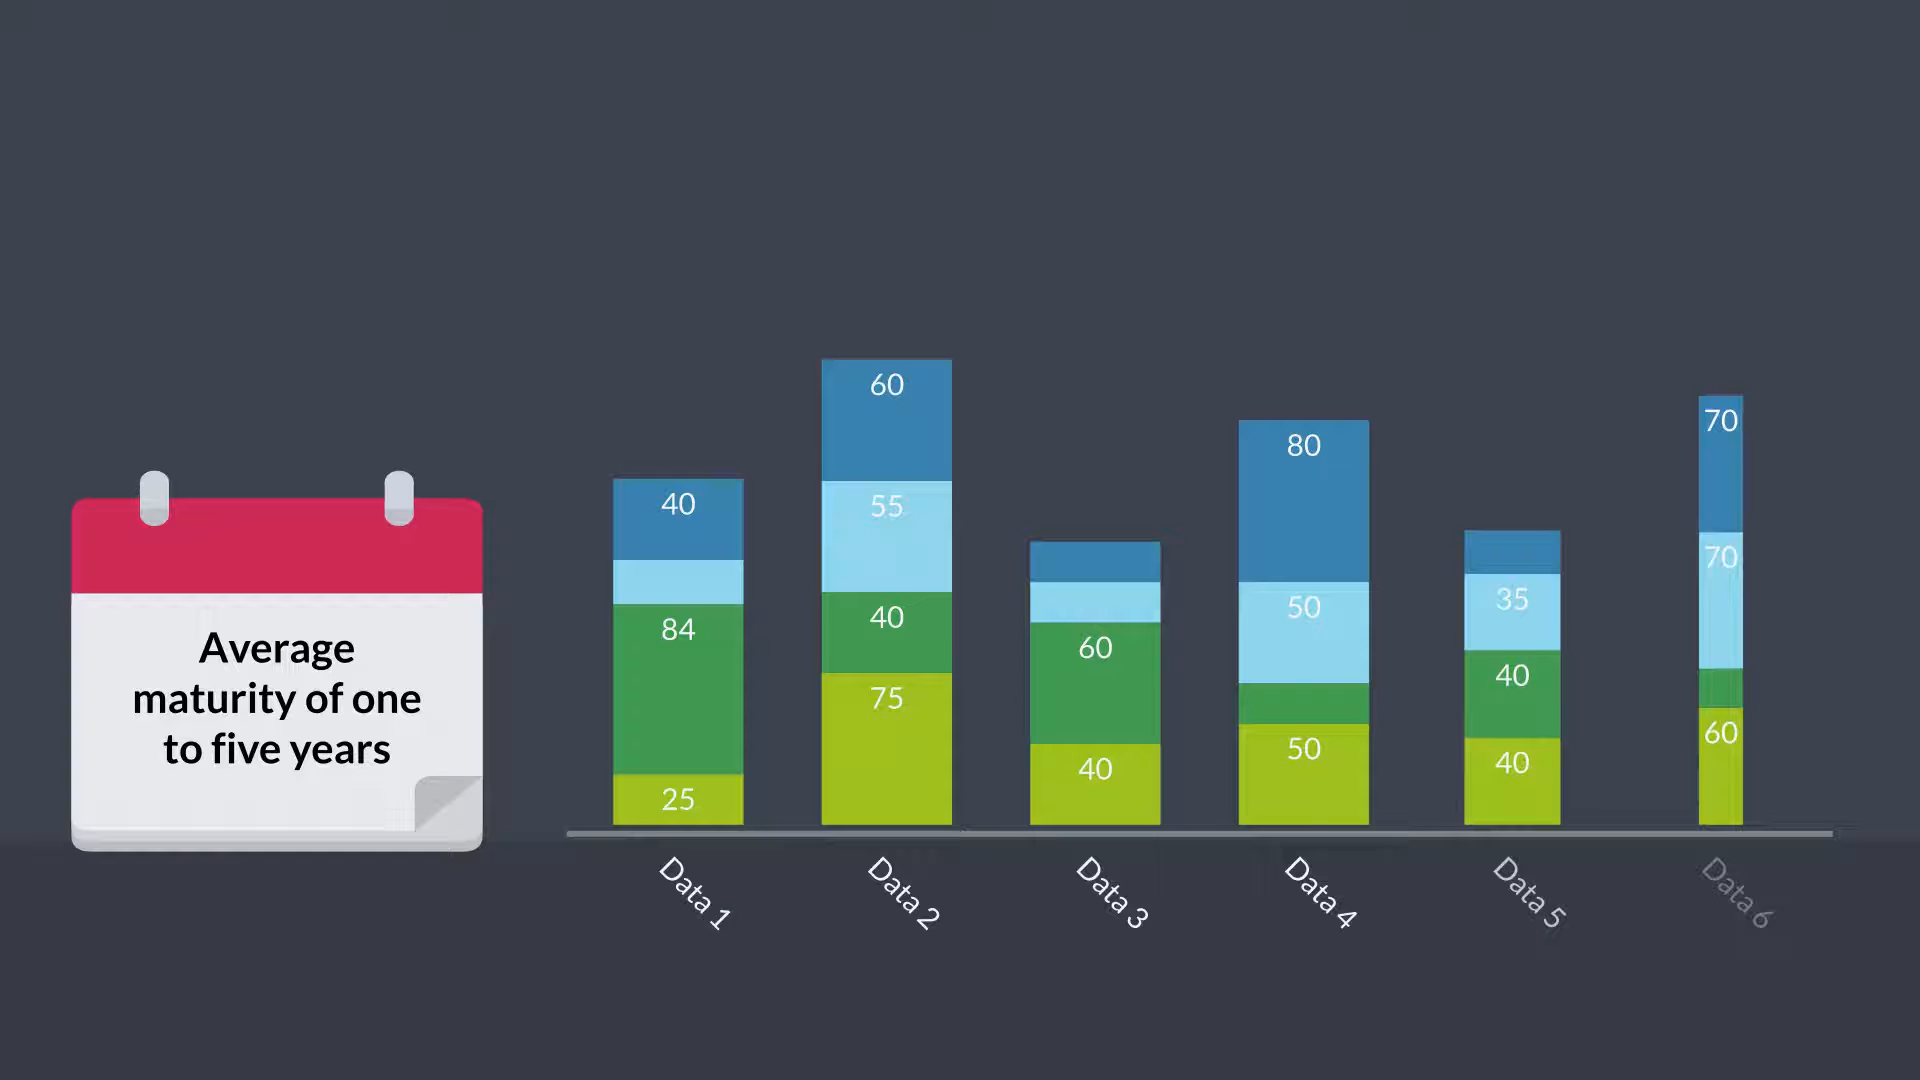 Average
maturity of one
to five years
40
84
25
60
55
40
75
60
40
80
50
50
35
40
40
70
70
60
Data 1
Data 2
Data 3
Data 4
Data 5
Data 6